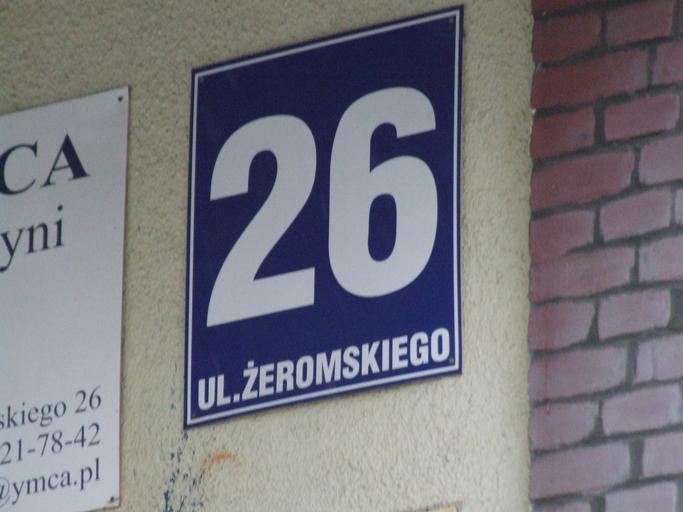 CA
yni
skiego 26
21-78-42
@ymca.pl
26
UL.ŻEROMSKIEGO